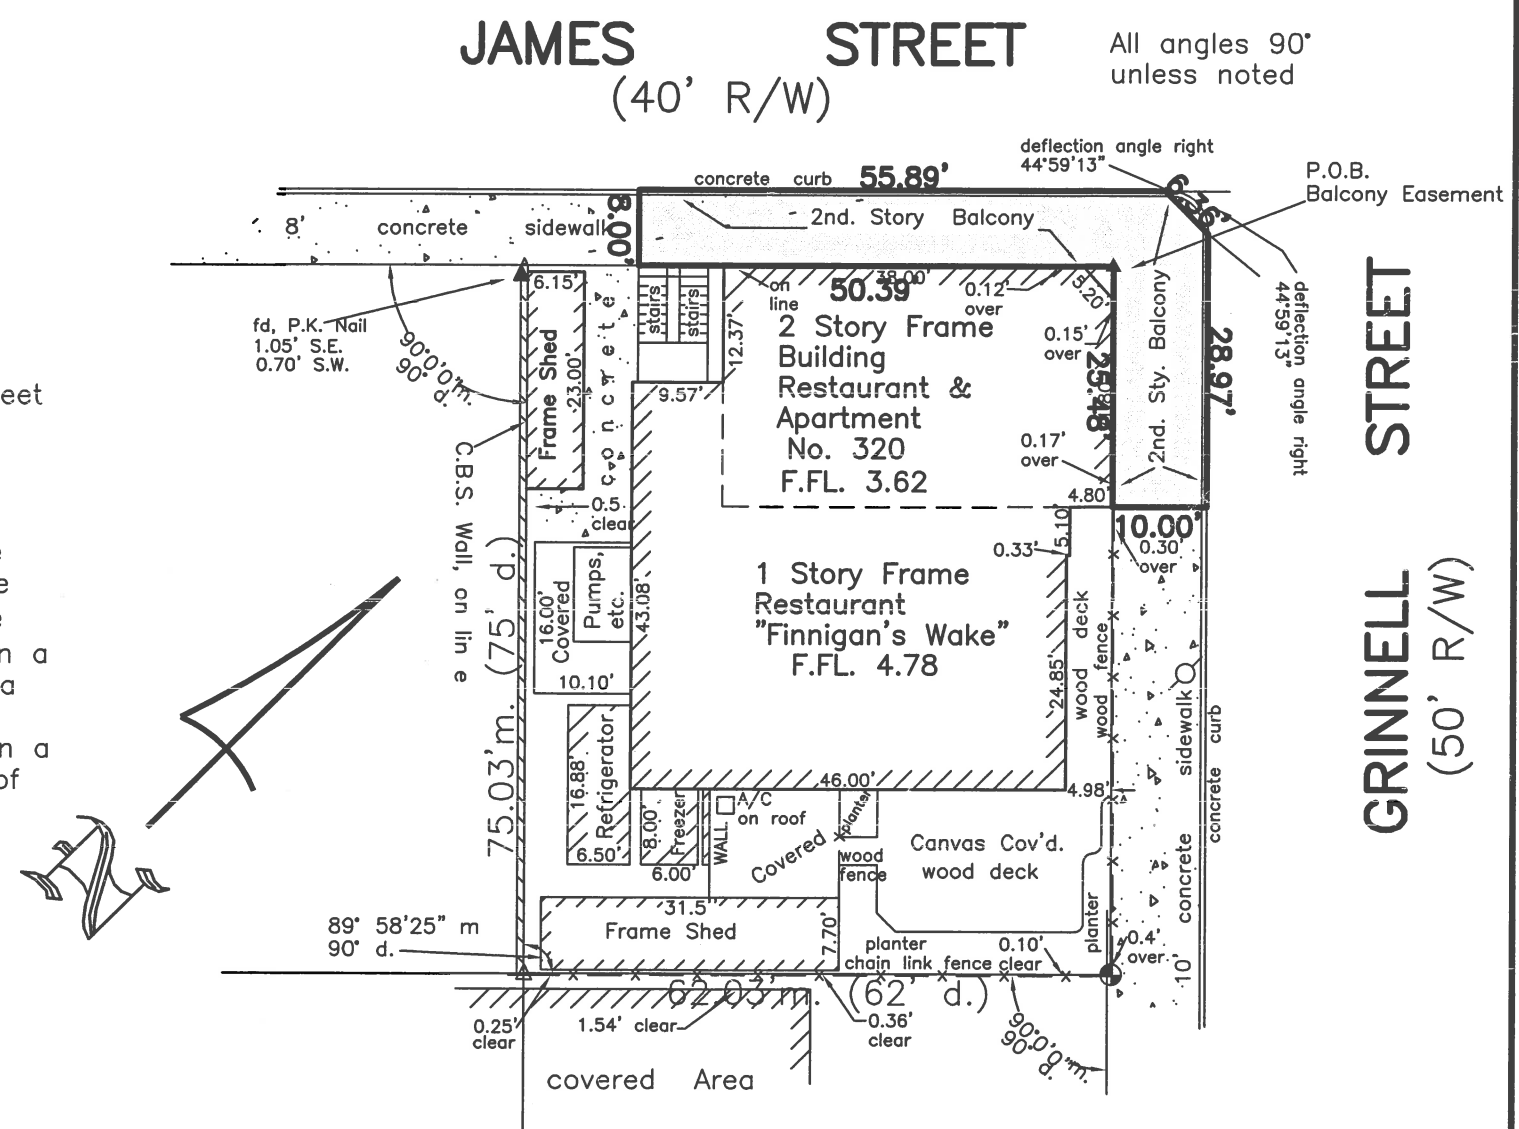 JAMES STREET
(40' R/W)
All angles 90°
unless noted
deflection angle right
44°59'13"
P.O.B.
Balcony Easement
concrete curb 55.89'
6.16'
8' concrete sidewalk
8.00'
2nd. Story Balcony
deflection angle right
44°59'13"
6.15'
stairs
stairs
on
line
38.00'
50.39'
0.12'
over
5.20'
fd, P.K. Nail
1.05' S.E.
0.70' S.W.
90°0'0"m.
90° d.
Frame Shed
23.00'
concrete
12.37'
2 Story Frame
Building
Restaurant &
Apartment
No. 320
F.FL. 3.62
0.15'
over
25.48'
2nd. Sty. Balcony
28.97'
GRINNELL STREET
(50' R/W)
eet
9.57'
0.17'
over
C.B.S. Wall, on line
0.5
clear
4.80'
10.00'
5.10'
0.33'
0.30'
over
75.03'm. (75' d.)
16.00'
Covered
Pumps,
etc.
10.10'
43.08'
1 Story Frame
Restaurant
"Finnigan's Wake"
F.FL. 4.78
24.85'
wood deck
wood fence
10' concrete sidewalk
concrete curb
e
e
n a
a
n a
of
N
16.88'
Refrigerator
6.50'
8.00'
Freezer
6.00'
WALL
A/C
on roof
46.00'
4.98'
Covered
planter
wood
fence
Canvas Cov'd.
wood deck
planter
89° 58'25" m
90° d.
31.5'
Frame Shed
7.70'
planter
chain link fence clear
0.10'
0.4'
over
62.03'm. (62' d.)
0.25'
clear
1.54' clear
0.36'
clear
90°0'0"m.
90° d.
covered Area